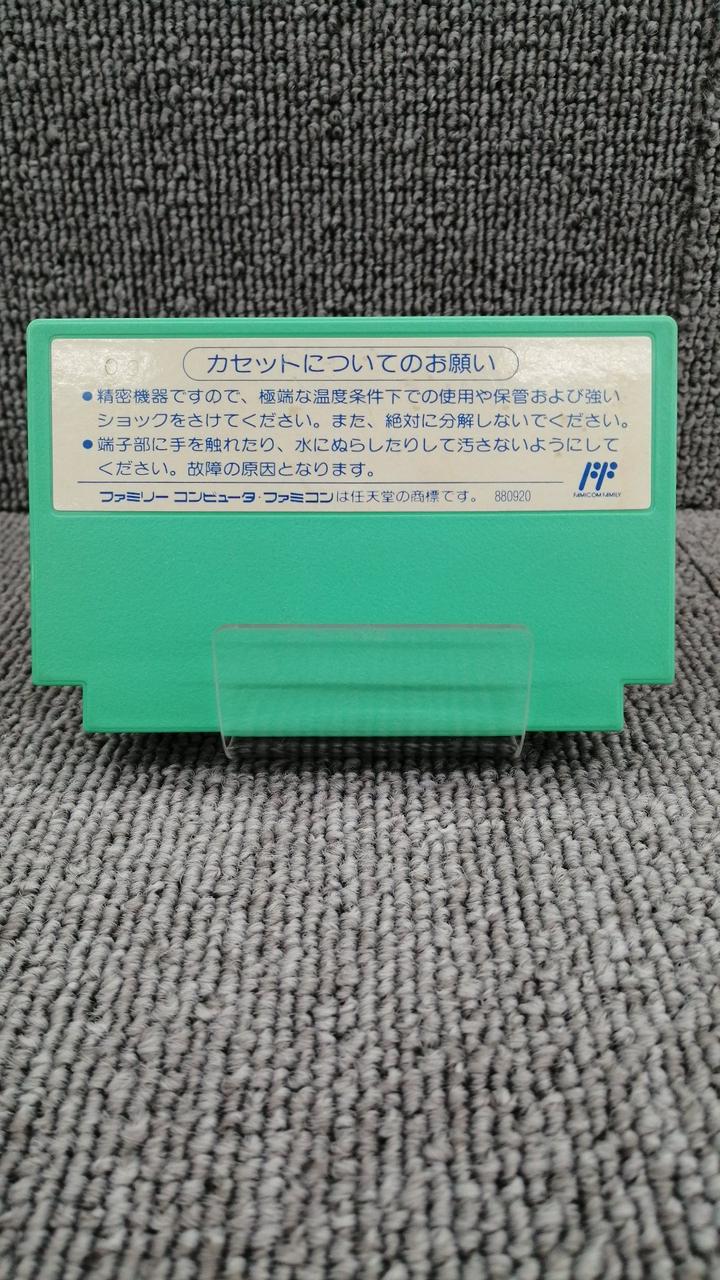 カセットについてのお願い
●精密機器ですので、極端な温度条件下での使用や保管および強い
ショックをさけてください。また、絶対に分解しないでください。
●端子部に手を触れたり、水にぬらしたりして汚さないようにして
ください。故障の原因となります。
ファミリー コンピュータ・ファミコンは任天堂の商標です。 880920
FAMICOM FAMILY